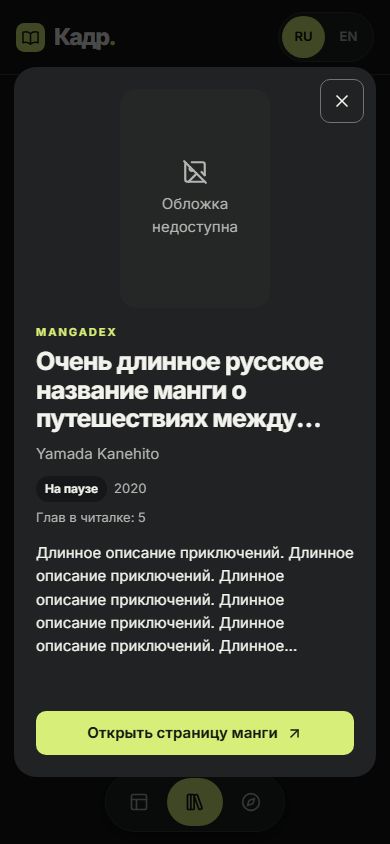 Кадр.
RU EN
Обложка
недоступна
MANGADEX
Очень длинное русское
название манги о
путешествиях между...
Yamada Kanehito
На паузе 2020
Глав в читалке: 5
Длинное описание приключений. Длинное
описание приключений. Длинное
описание приключений. Длинное
описание приключений. Длинное
описание приключений. Длинное...
Открыть страницу манги